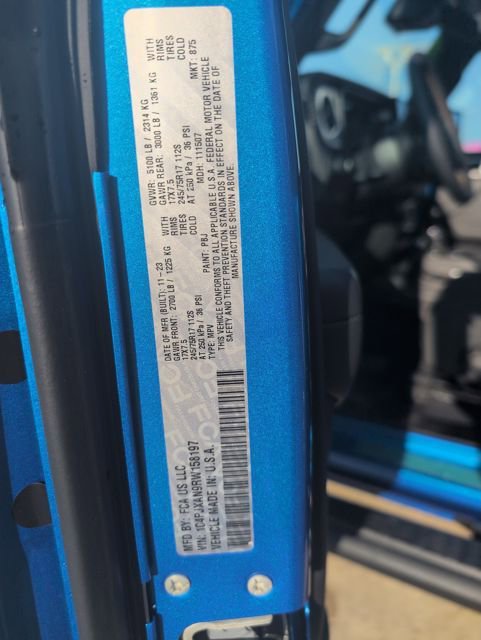 MFD BY: FCA US LLC
DATE OF MFR (BUILT): 11-23
GVWR: 5100 LB / 2314 KG
GAWR FRONT: 2700 LB / 1225 KG
WITH
GAWR REAR: 3000 LB / 1361 KG
WITH
17X7.5
RIMS
17X7.5
RIMS
245/75R17 112S
TIRES
245/75R17 112S
TIRES
AT 250 kPa / 36 PSI
COLD
AT 250 kPa / 36 PSI
COLD
TYPE: MPV
PAINT: PBJ
MDH: 111507
MKT: 875
THIS VEHICLE CONFORMS TO ALL APPLICABLE U.S.A. FEDERAL MOTOR VEHICLE
SAFETY AND THEFT PREVENTION STANDARDS IN EFFECT ON THE DATE OF
MANUFACTURE SHOWN ABOVE.
VIN: 1C4PJXAN9RW158197
VEHICLE MADE IN: U.S.A.